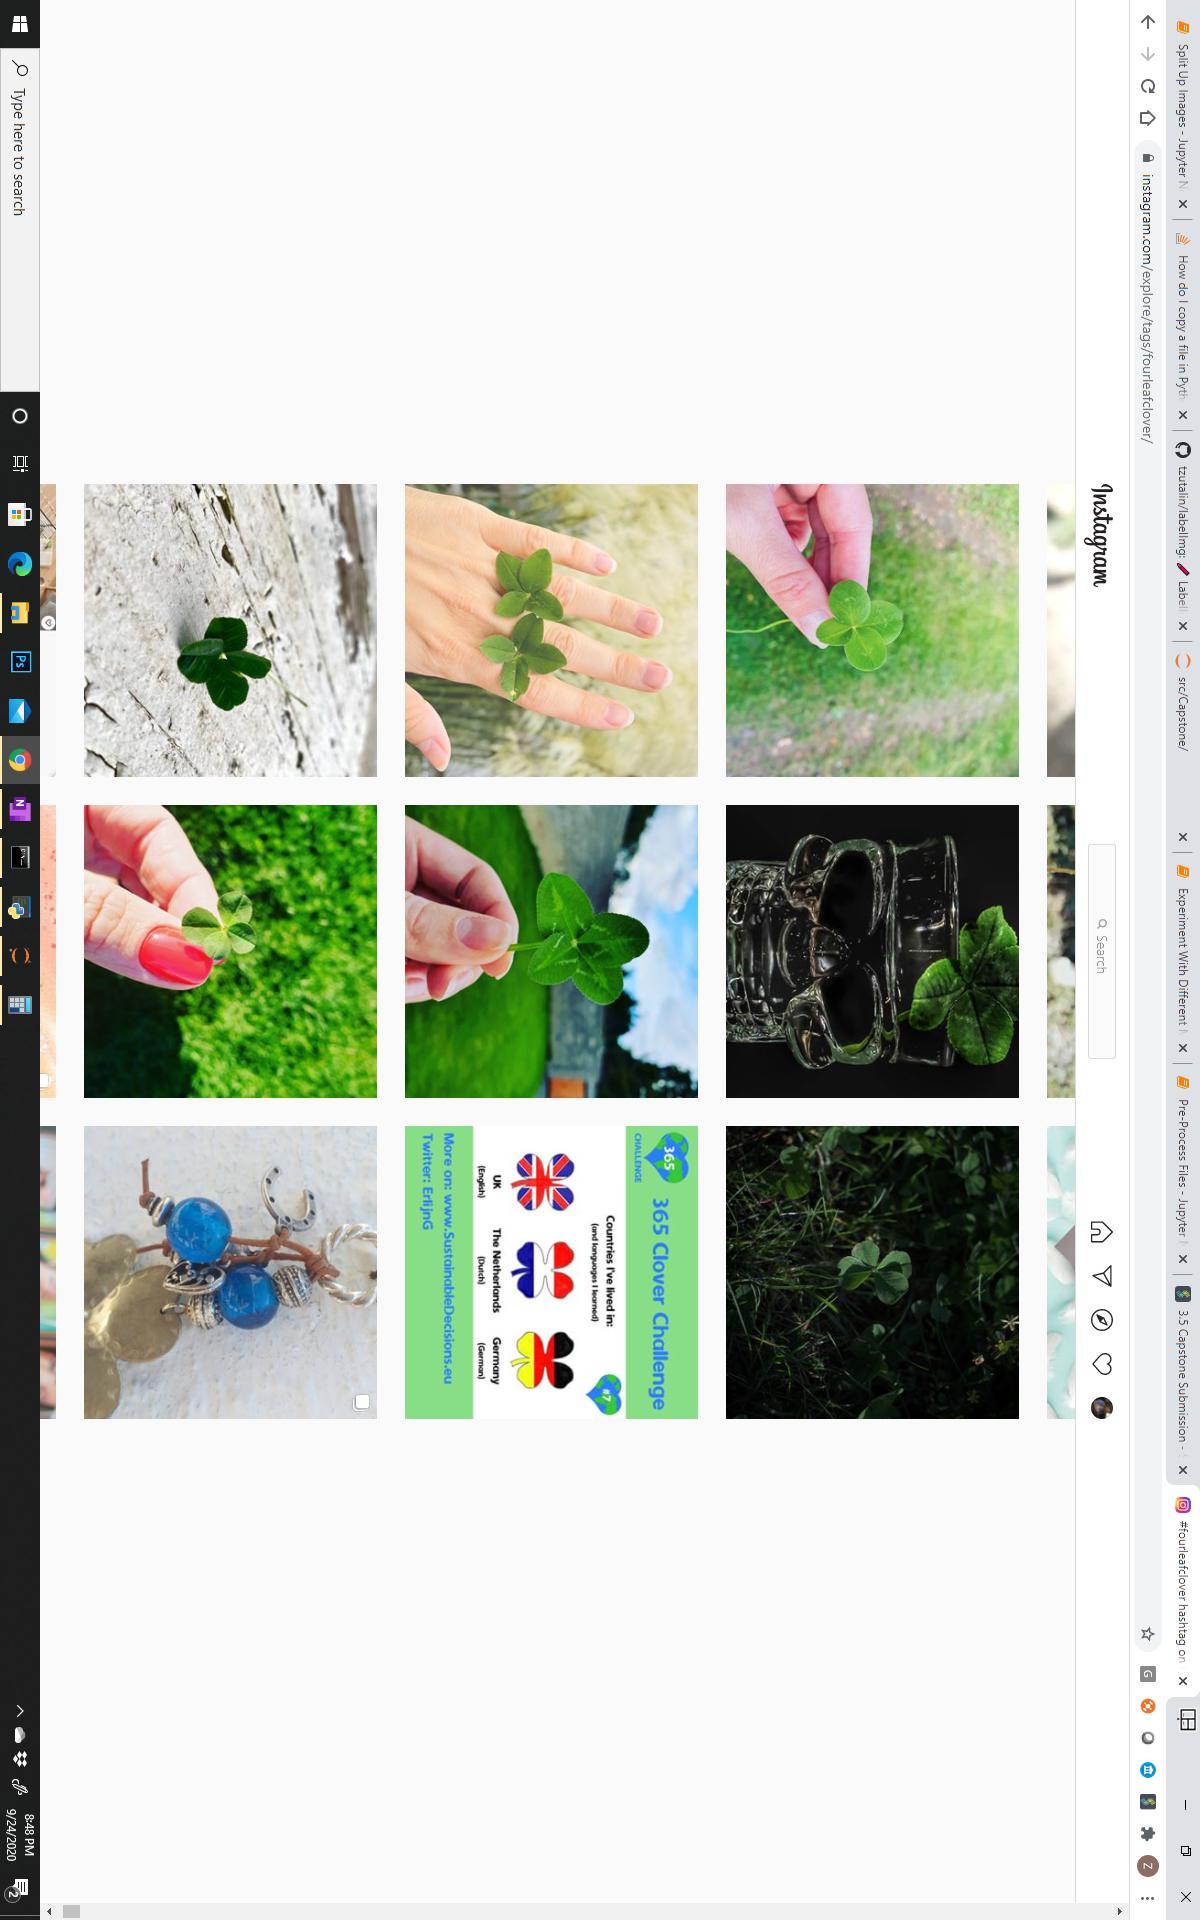 Split Up Images - Jupyter N
How do I copy a file in Pyth
tzutalin/labelImg: Label
src/Capstone/
Experiment With Different
Pre-Process Files - Jupyter
3.5 Capstone Submission -
#fourleafclover hashtag on
instagram.com/explore/tags/fourleafclover/
G
Z
Instagram
Search
365
CHALLENGE
365 Clover Challenge
Countries I've lived in:
(and languages I learned)
#7
UK
(English)
The Netherlands
(Dutch)
Germany
(German)
More on: www.SustainableDecisions.eu
Twitter: ErlijnG
Type here to search
Ps
N
8:48 PM
9/24/2020
2